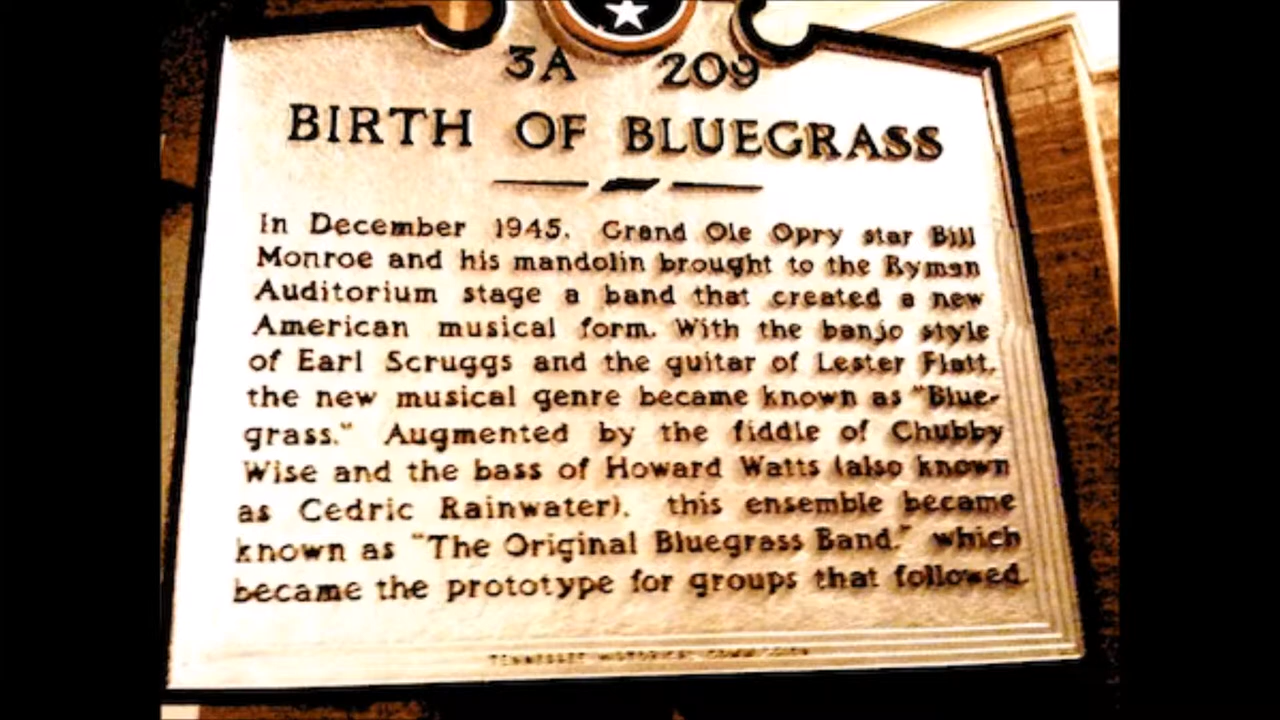 3A 209
BIRTH OF BLUEGRASS
In December 1945, Grand Ole Opry star Bill
Monroe and his mandolin brought to the Ryman
Auditorium stage a band that created a new
American musical form. With the banjo style
of Earl Scruggs and the guitar of Lester Flatt,
the new musical genre became known as "Blue-
grass." Augmented by the fiddle of Chubby
Wise and the bass of Howard Watts (also known
as Cedric Rainwater), this ensemble became
known as "The Original Bluegrass Band," which
became the prototype for groups that followed.
TENNESSEE HISTORICAL COMMISSION